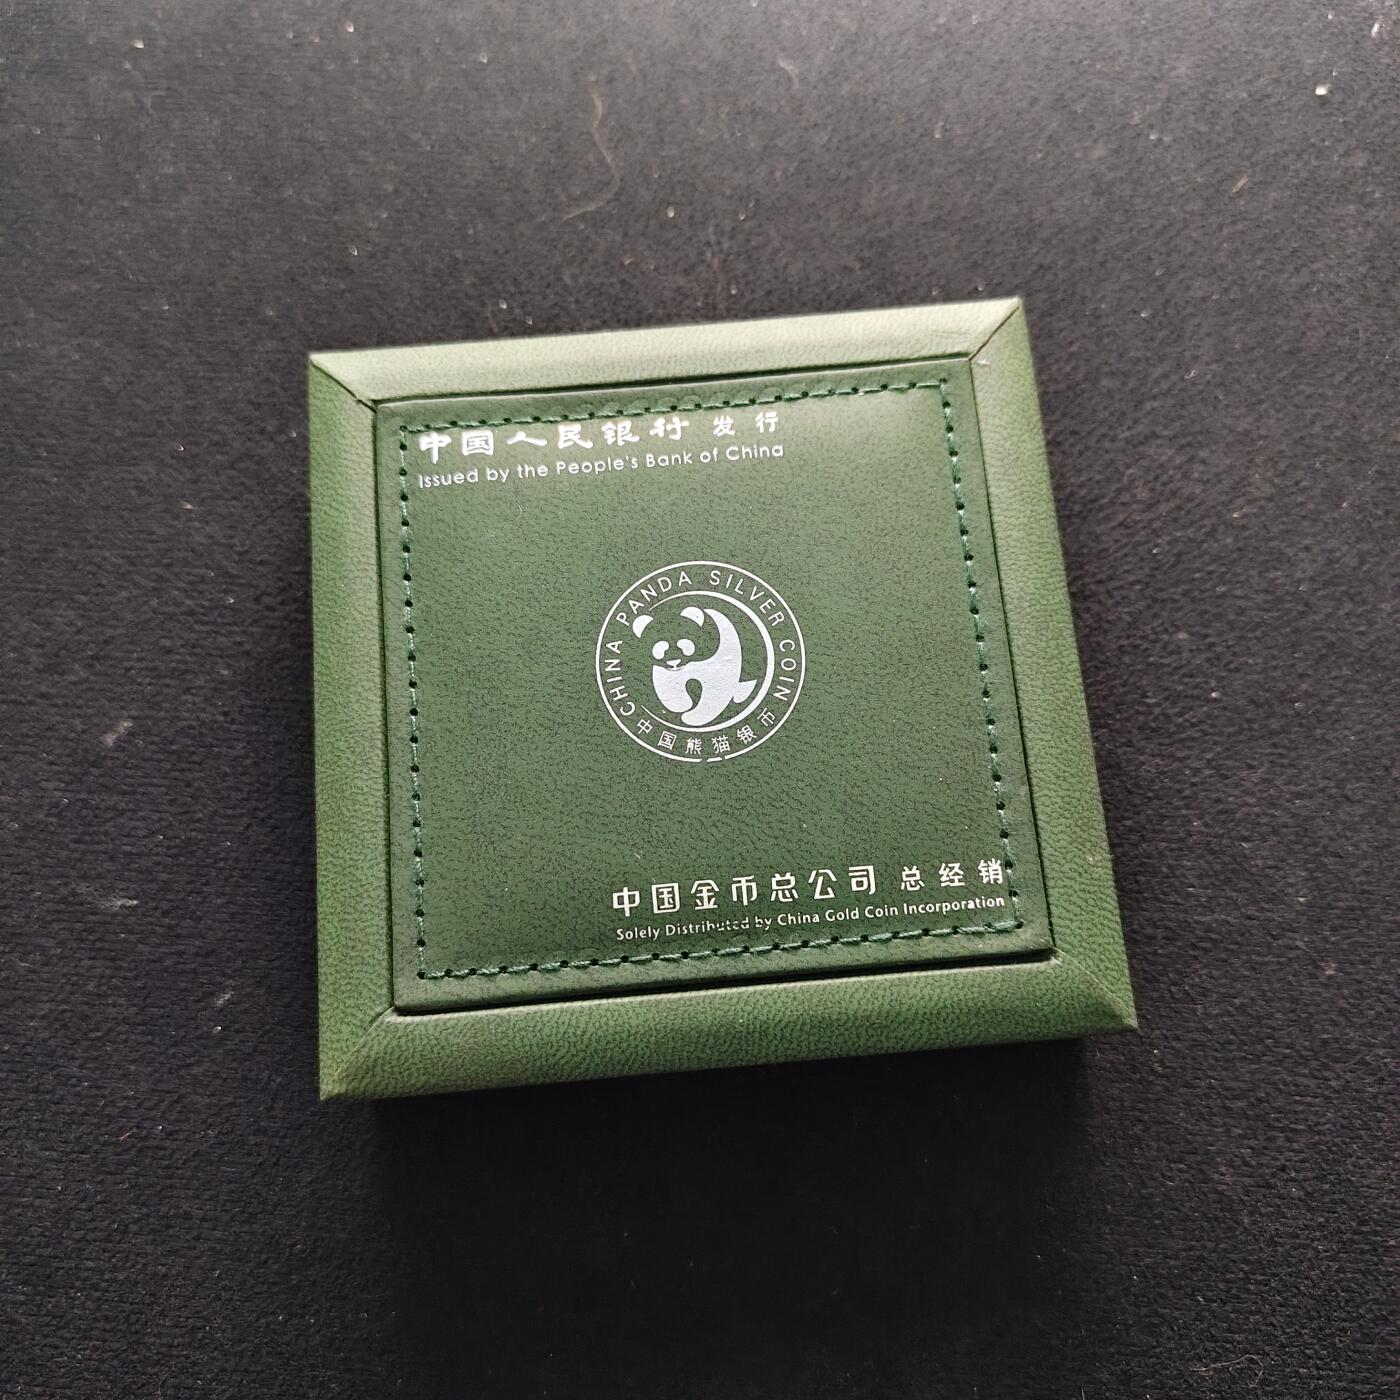 中国人民银行 发行
Issued by the People's Bank of China
CHINA PANDA SILVER COIN
中国熊猫银币
中国金币总公司 总经销
Solely Distributed by China Gold Coin Incorporation